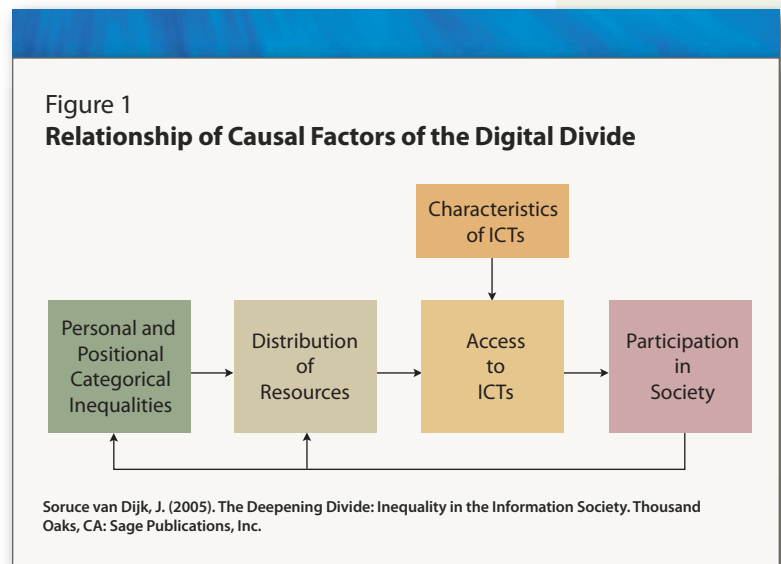 Figure 1
Relationship of Causal Factors of the Digital Divide
Characteristics
of ICTs
Personal and
Positional
Categorical
Inequalities
Distribution
of
Resources
Access
to
ICTs
Participation
in
Society
Soruce van Dijk, J. (2005). The Deepening Divide: Inequality in the Information Society. Thousand
Oaks, CA: Sage Publications, Inc.